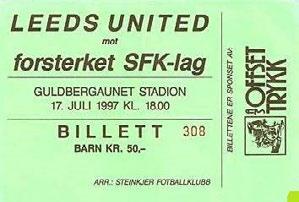 LEEDS UNITED
mot
forsterket SFK-lag
GULDBERGAUNET STADION
17. JULI 1997 KL. 18.00
BILLETT 308
BARN KR. 50,-
ARR.: STEINKJER FOTBALLKLUBB
BILLETTENE ER SPONSET AV:
OFFSET
TRYKK